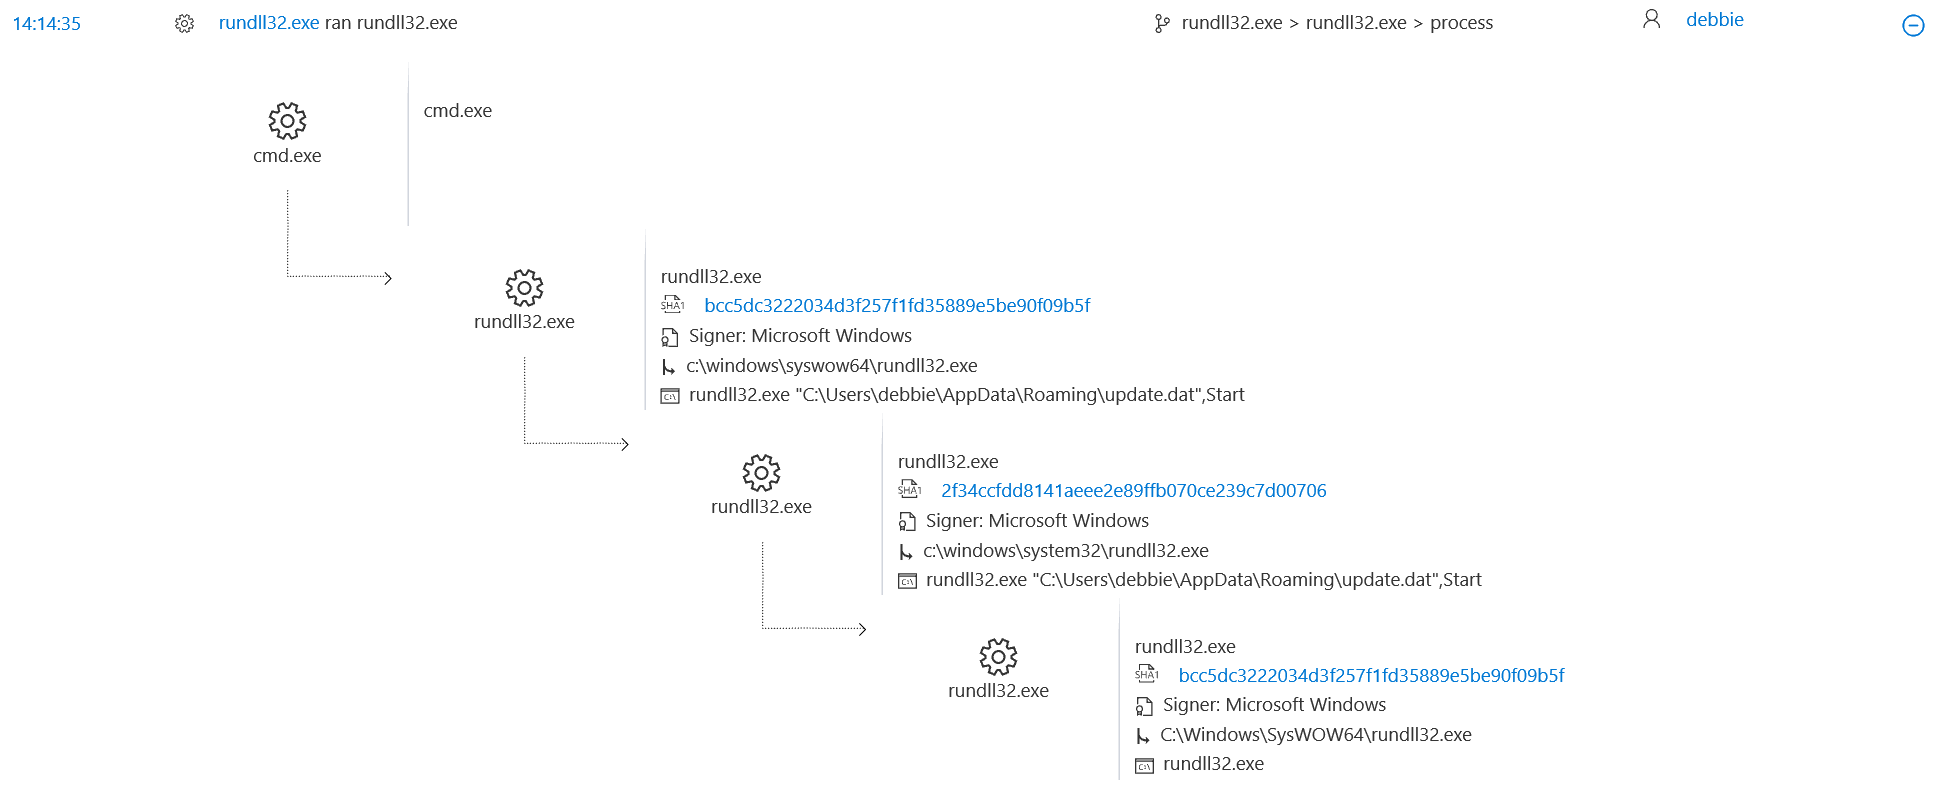 14:14:35 rundll32.exe ran rundll32.exe rundll32.exe > rundll32.exe > process debbie
cmd.exe
cmd.exe
rundll32.exe
rundll32.exe
SHA1 bcc5dc3222034d3f257f1fd35889e5be90f09b5f
Signer: Microsoft Windows
c:\windows\syswow64\rundll32.exe
C:\ rundll32.exe "C:\Users\debbie\AppData\Roaming\update.dat",Start
rundll32.exe
rundll32.exe
SHA1 2f34ccfdd8141aeee2e89ffb070ce239c7d00706
Signer: Microsoft Windows
c:\windows\system32\rundll32.exe
C:\ rundll32.exe "C:\Users\debbie\AppData\Roaming\update.dat",Start
rundll32.exe
rundll32.exe
SHA1 bcc5dc3222034d3f257f1fd35889e5be90f09b5f
Signer: Microsoft Windows
C:\Windows\SysWOW64\rundll32.exe
C:\ rundll32.exe